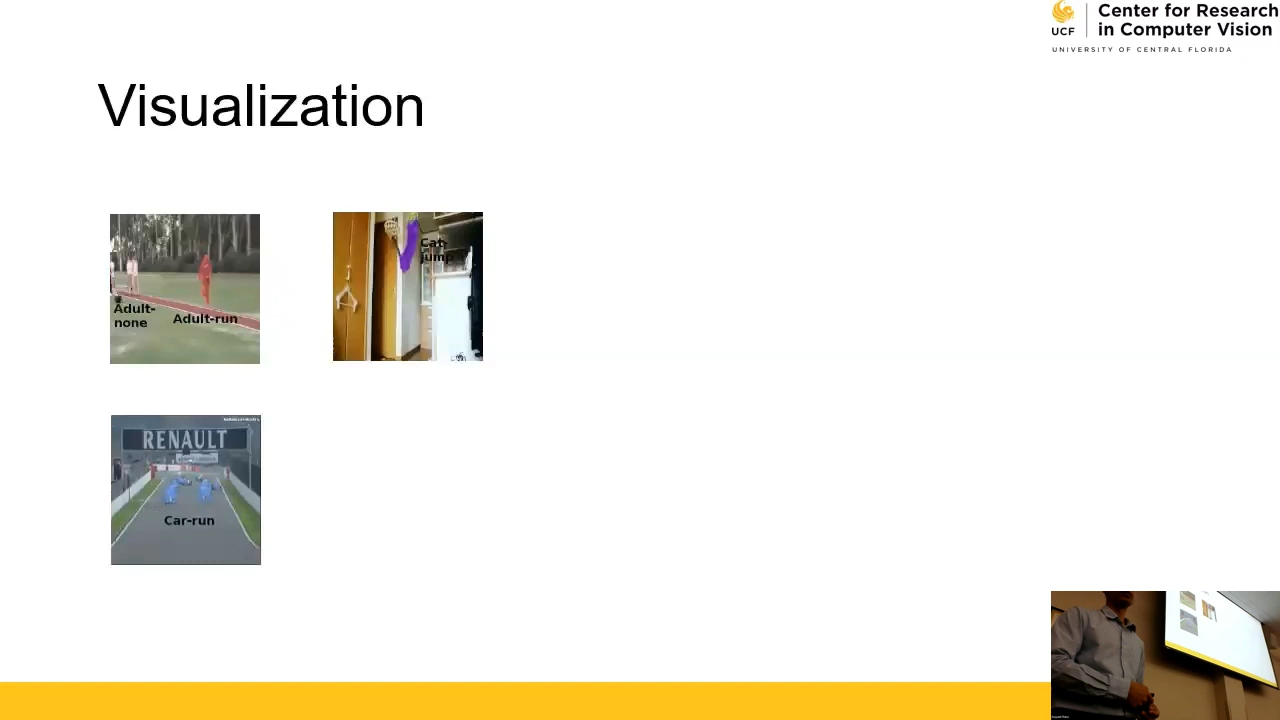 Center for Research
in Computer Vision
UCF
UNIVERSITY OF CENTRAL FLORIDA
Visualization
Cat-
jump
Adult-
none
Adult-run
RENAULT
Car-run